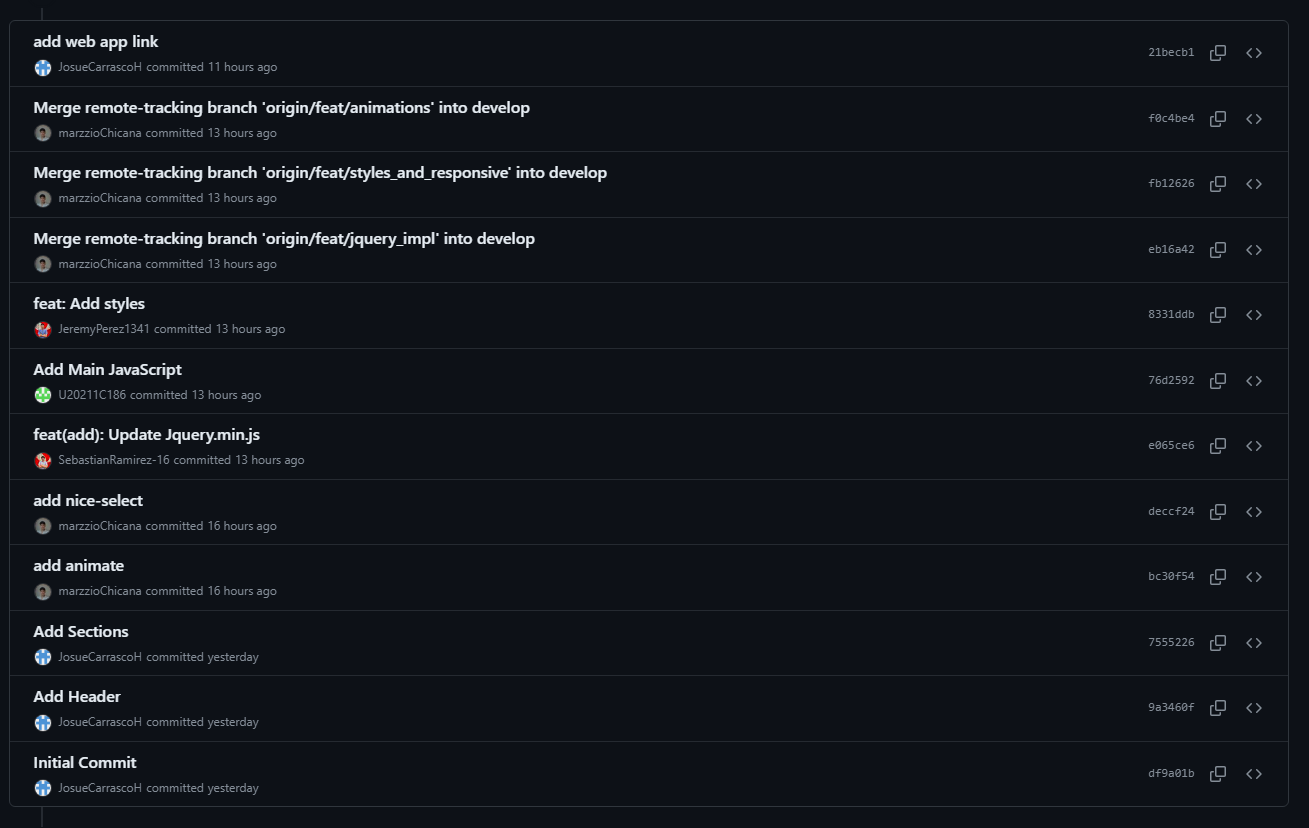 add web app link
21becb1
JosueCarrascoH committed 11 hours ago
Merge remote-tracking branch 'origin/feat/animations' into develop
f0c4be4
marzzioChicana committed 13 hours ago
Merge remote-tracking branch 'origin/feat/styles_and_responsive' into develop
fb12626
marzzioChicana committed 13 hours ago
Merge remote-tracking branch 'origin/feat/jquery_impl' into develop
eb16a42
marzzioChicana committed 13 hours ago
feat: Add styles
8331ddb
JeremyPerez1341 committed 13 hours ago
Add Main JavaScript
76d2592
U20211C186 committed 13 hours ago
feat(add): Update Jquery.min.js
e065ce6
SebastianRamirez-16 committed 13 hours ago
add nice-select
deccf24
marzzioChicana committed 16 hours ago
add animate
bc30f54
marzzioChicana committed 16 hours ago
Add Sections
7555226
JosueCarrascoH committed yesterday
Add Header
9a3460f
JosueCarrascoH committed yesterday
Initial Commit
df9a01b
JosueCarrascoH committed yesterday